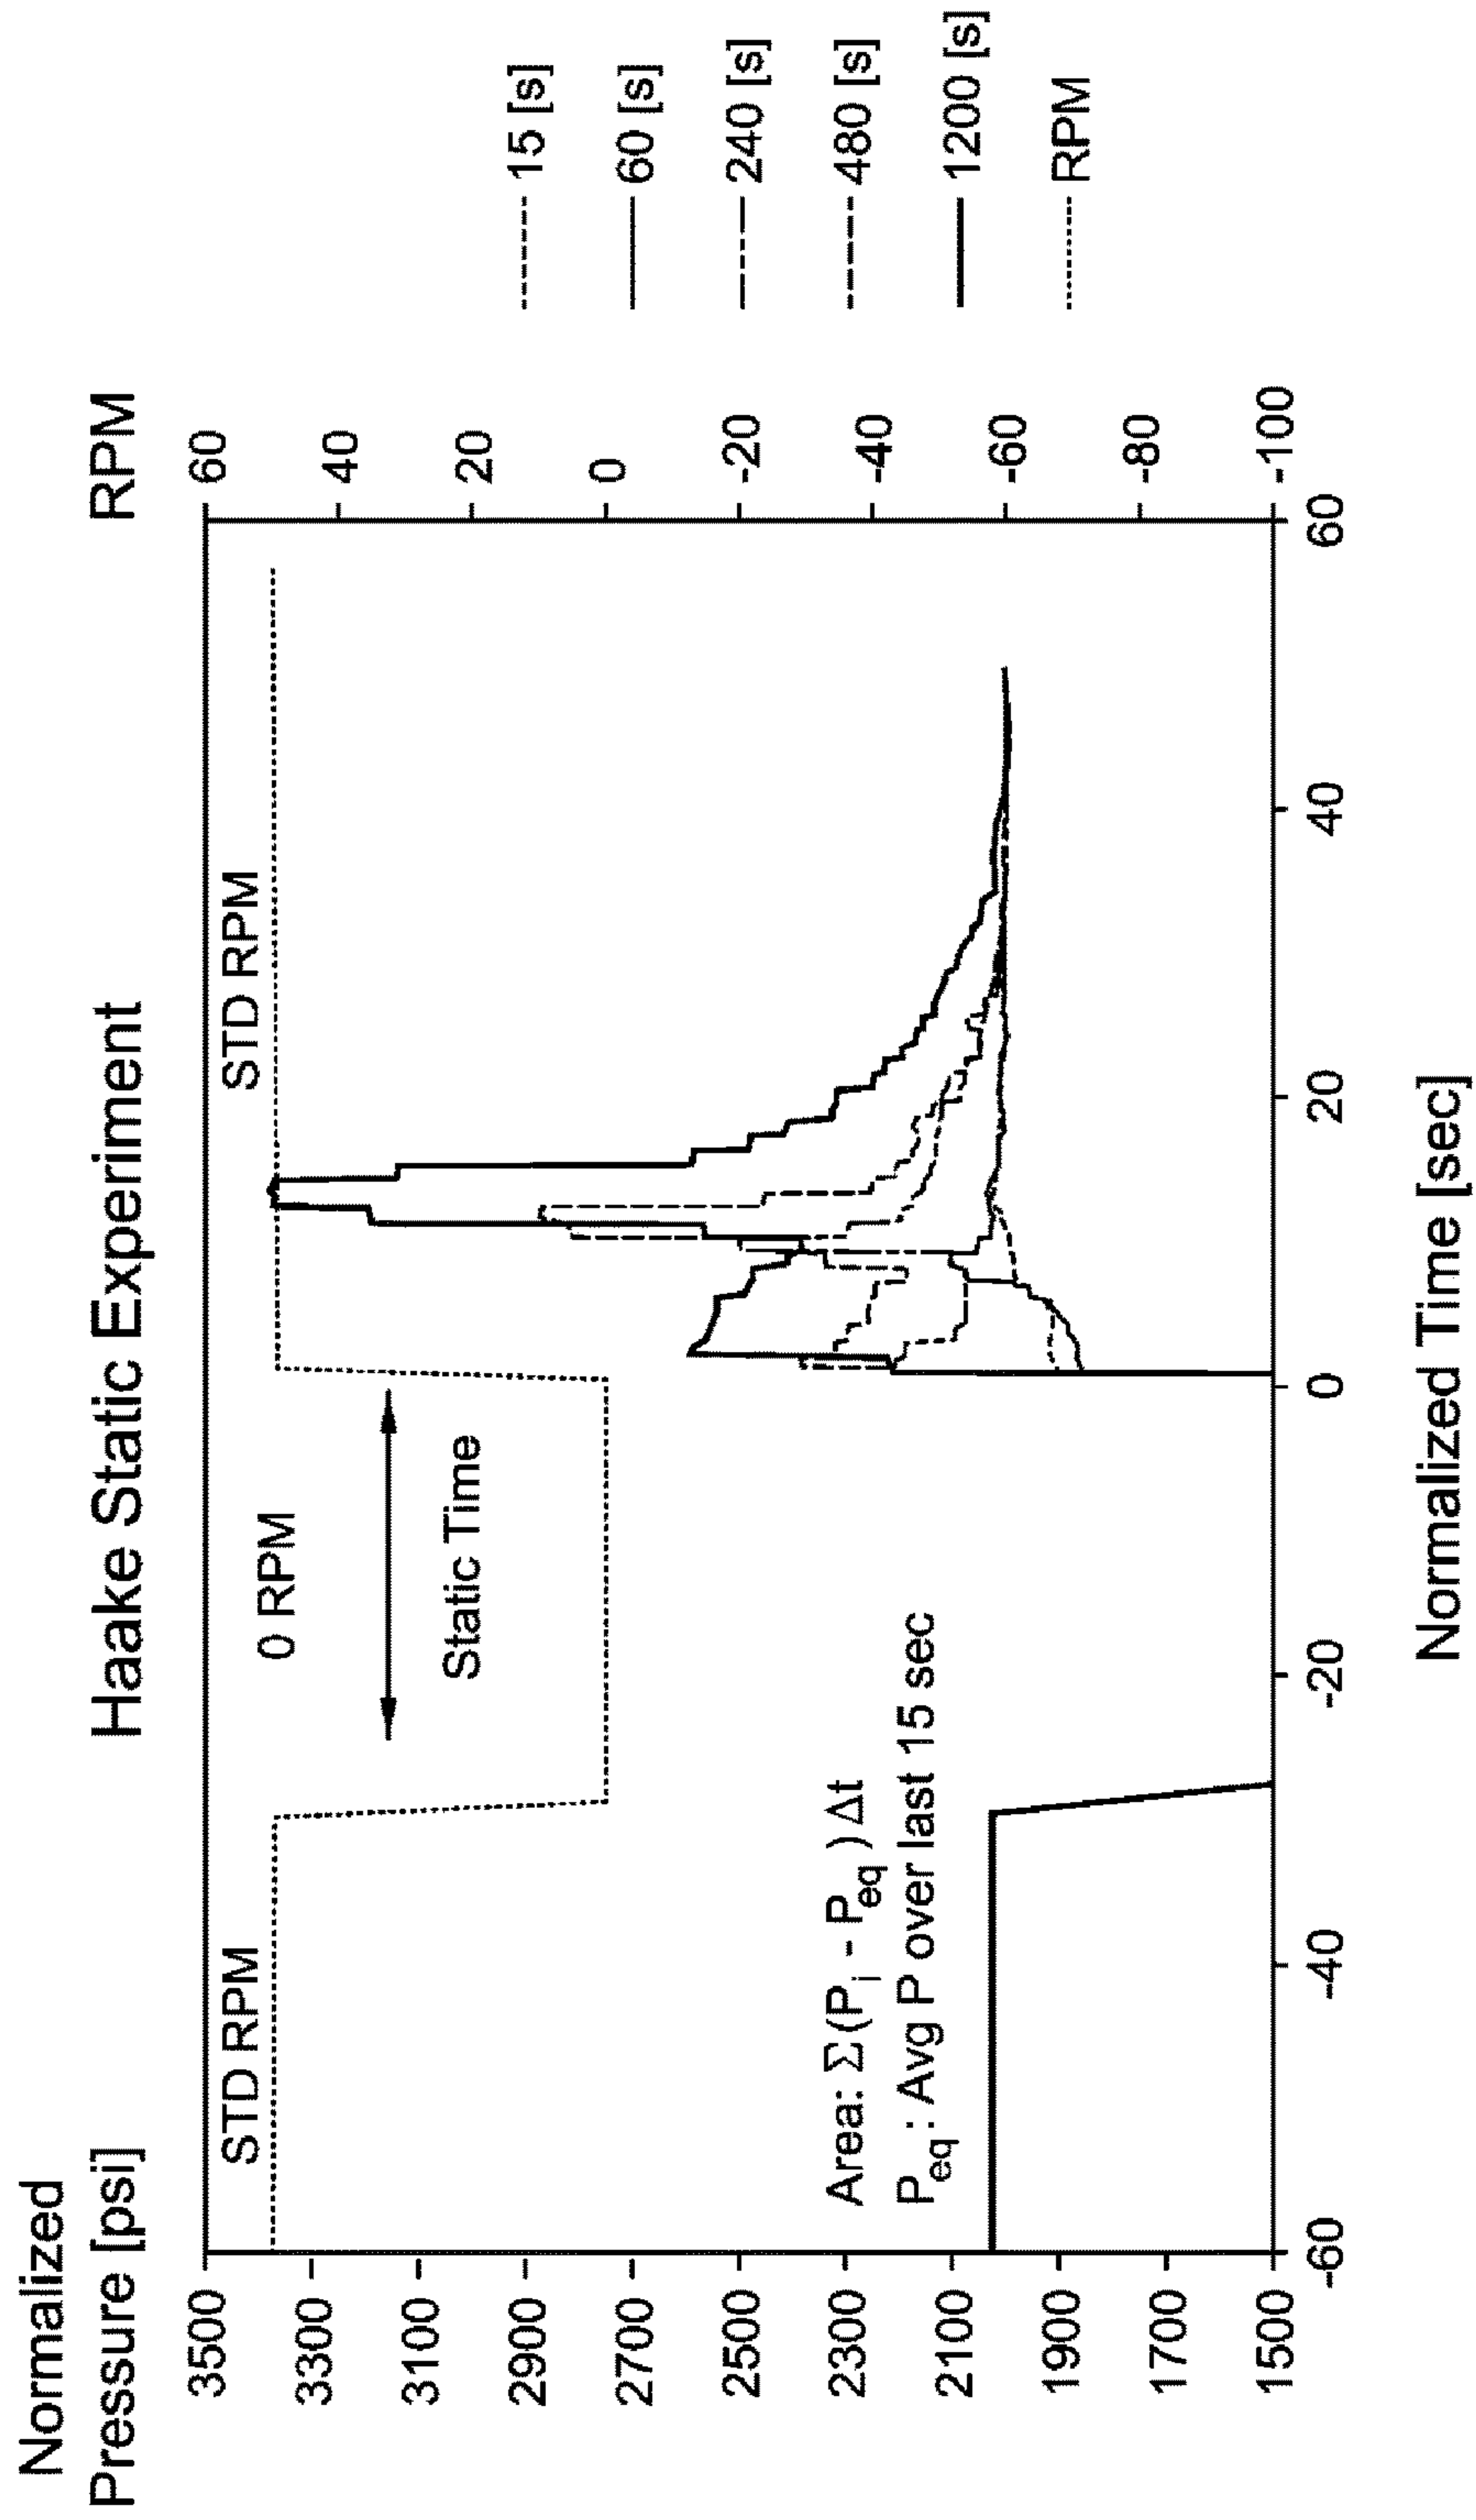 Haake Static Experiment
Normalized
Pressure [psi]
RPM
3500
3300
3100
2900
2700
2500
2300
2100
1900
1700
1500
STD RPM
0 RPM
Static Time
STD RPM
Area: Σ(Pi - Peq) Δt
Peq: Avg P over last 15 sec
60
40
20
0
-20
-40
-60
-80
-100
-60
-40
-20
0
20
40
60
Normalized Time [sec]
15 [s]
60 [s]
240 [s]
480 [s]
1200 [s]
RPM